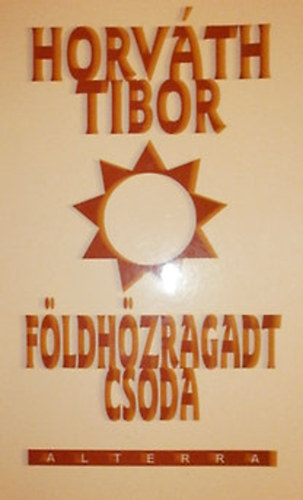 HORVÁTH
TIBOR
FÖLDHÖZRAGADT
CSODA
ALTERRA